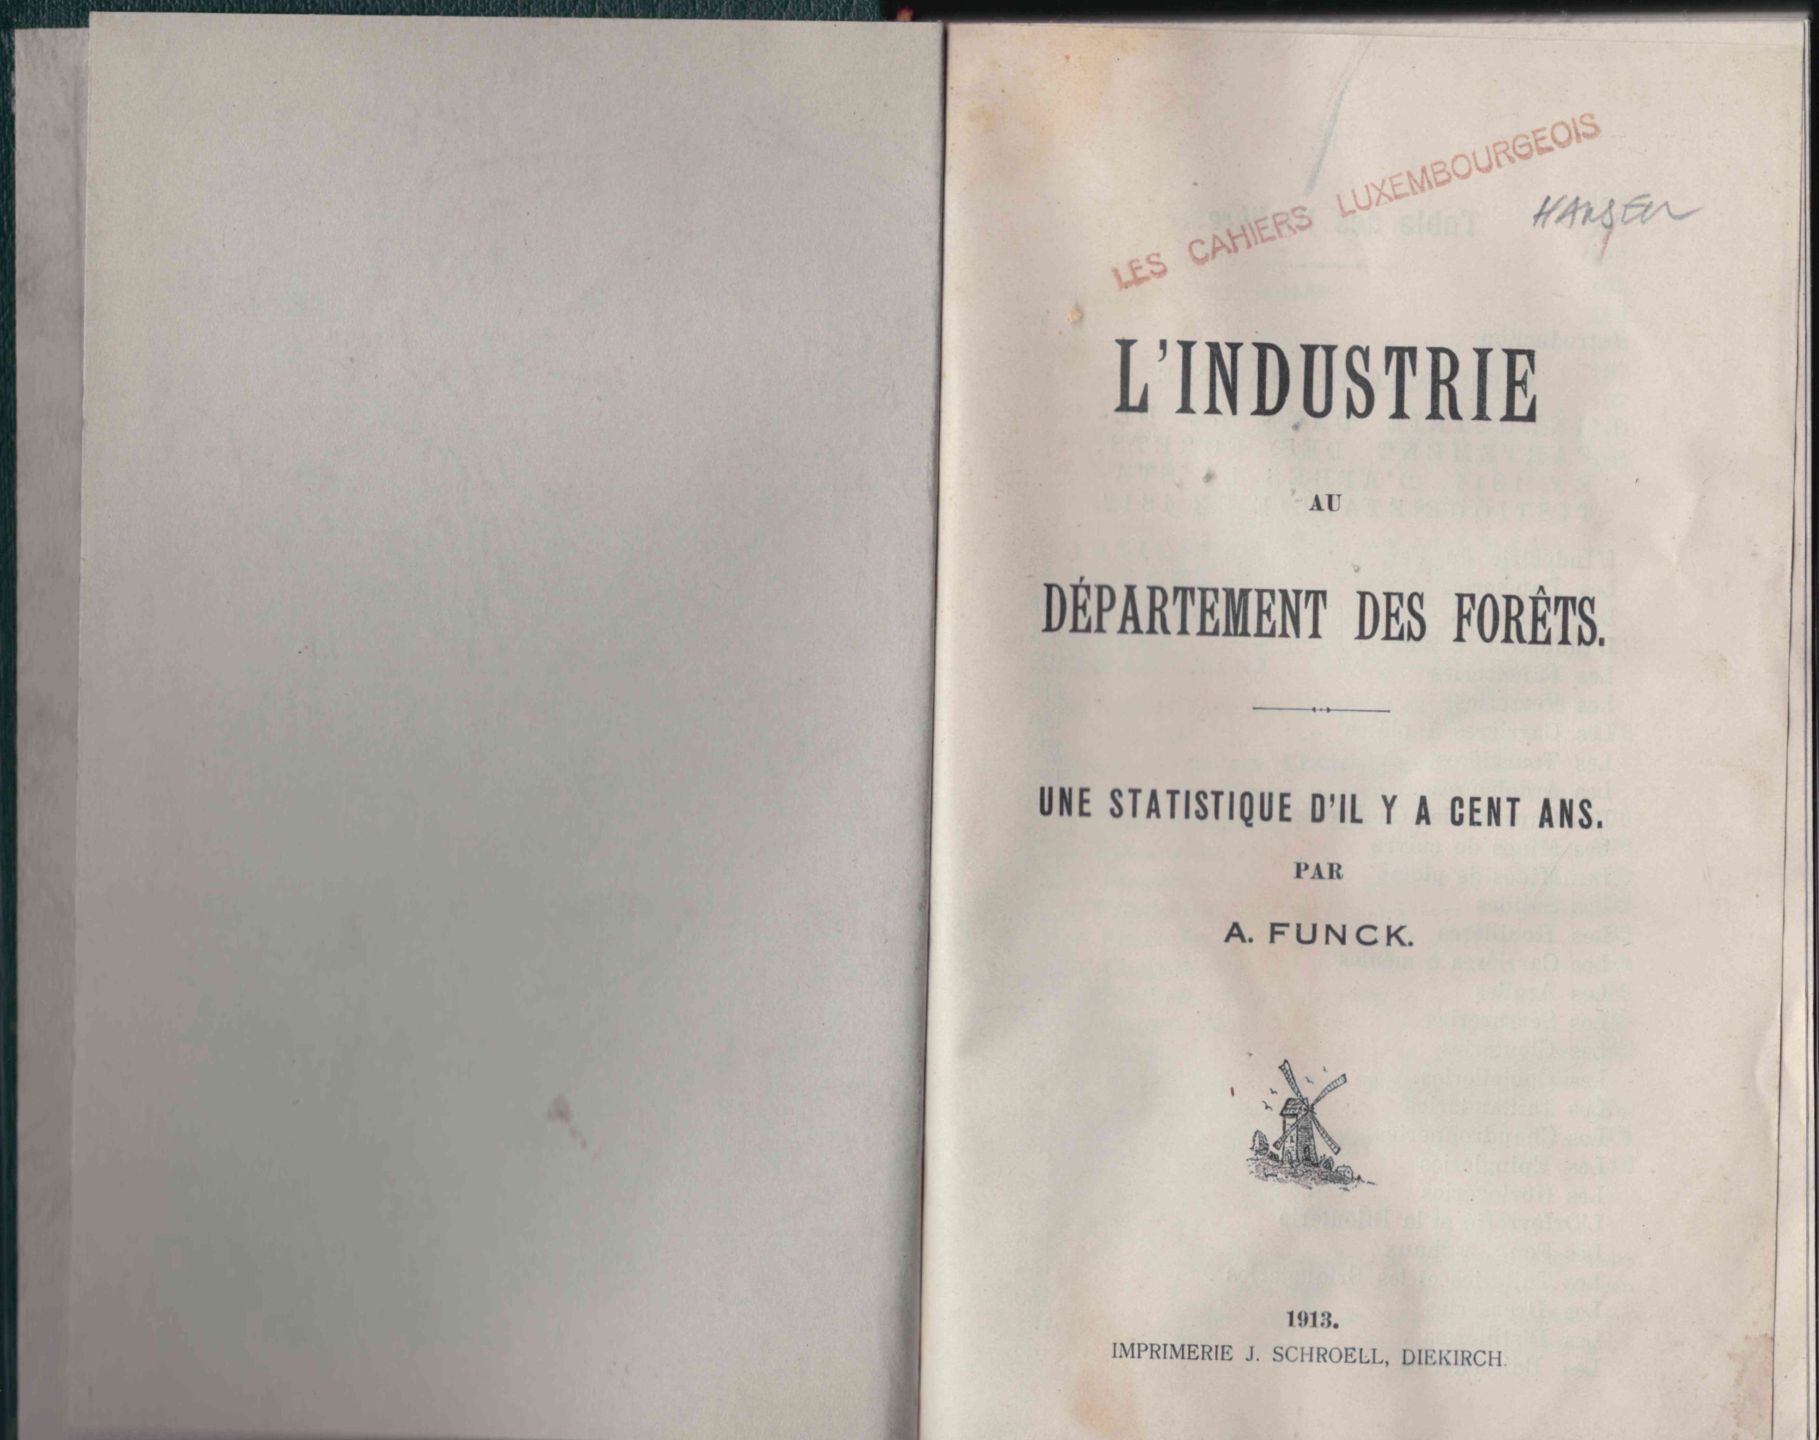 LES CAHIERS LUXEMBOURGEOIS
HANSEN
L'INDUSTRIE
AU
DÉPARTEMENT DES FORÊTS.
UNE STATISTIQUE D'IL Y A CENT ANS.
PAR
A. FUNCK.
1913.
IMPRIMERIE J. SCHROELL, DIEKIRCH.